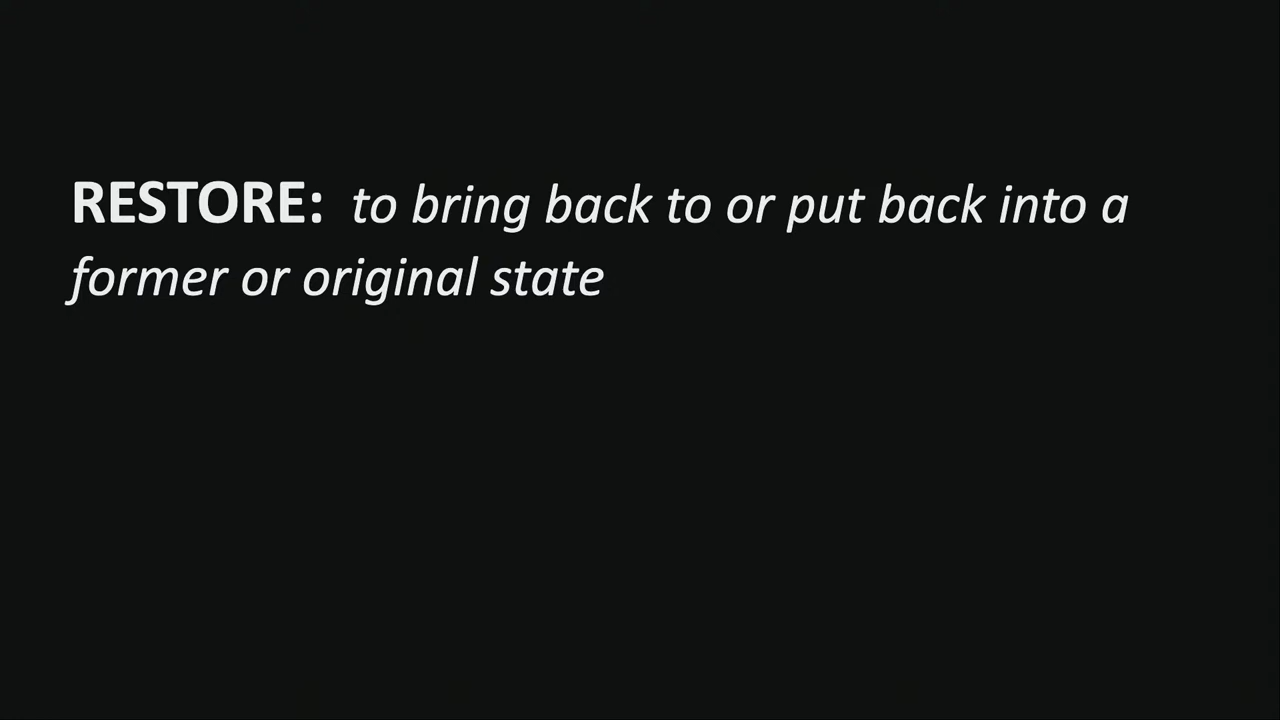 RESTORE: to bring back to or put back into a
former or original state